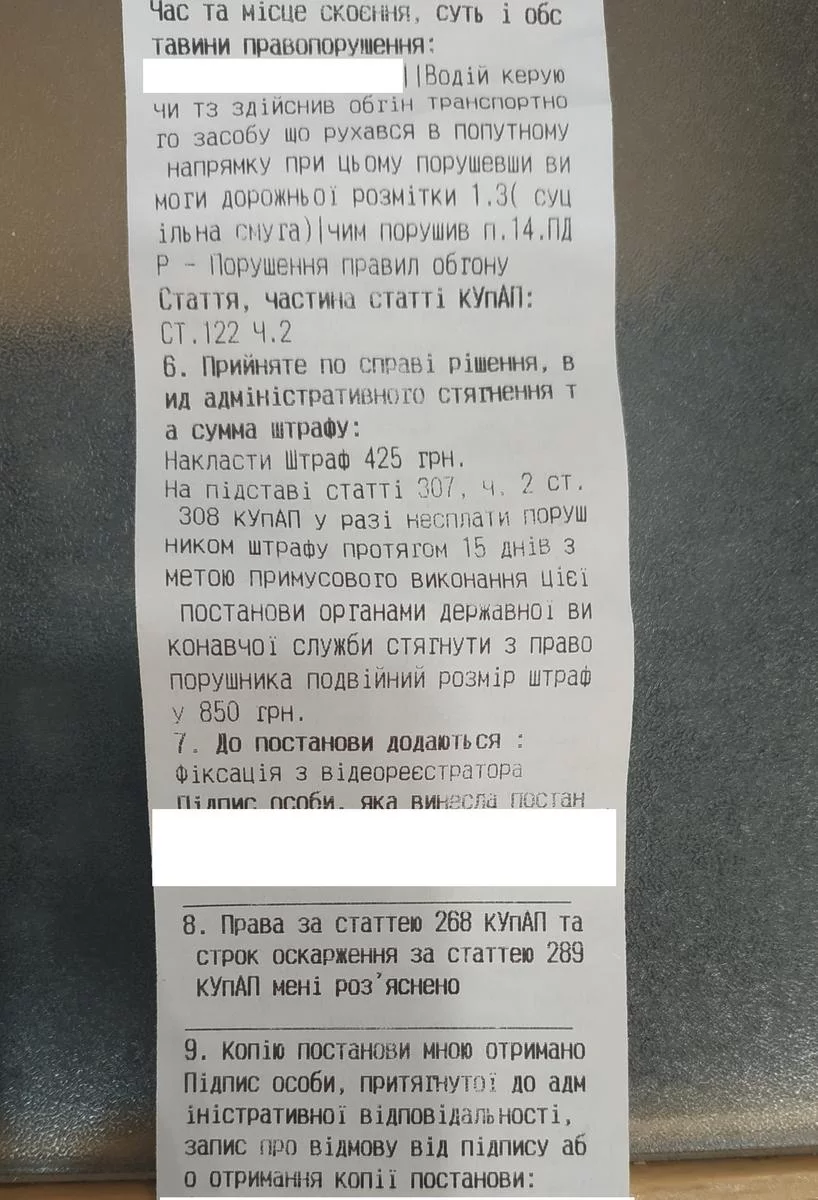 Час та місце скоєння, суть і обс
тавини правопорушення:
||Водій керую
чи тз здійснив обгін транспортно
го засобу що рухався в попутному
напрямку при цьому порушевши ви
моги дорожньої розмітки 1.3( суц
ільна смуга)|чим порушив п.14.ПД
Р - Порушення правил обгону
Стаття, частина статті КУпАП:
СТ.122 Ч.2
6. Прийняте по справі рішення, в
ид адміністративного стягнення т
а сумма штрафу:
Накласти Штраф 425 грн.
На підставі статті 307, ч. 2 ст.
308 КУпАП у разі несплати поруш
ником штрафу протягом 15 днів з
метою примусового виконання цієї
постанови органами державної ви
конавчої служби стягнути з право
порушника подвійний розмір штраф
у 850 грн.
7. До постанови додаються :
Фіксація з відеореєстратора
Підпис особи, яка винесла постан
8. Права за статтею 268 КУпАП та
строк оскарження за статтею 289
КУпАП мені роз'яснено
9. Копію постанови мною отримано
Підпис особи, притягнутої до адм
іністративної відповідальності,
запис про відмову від підпису аб
о отримання копії постанови: